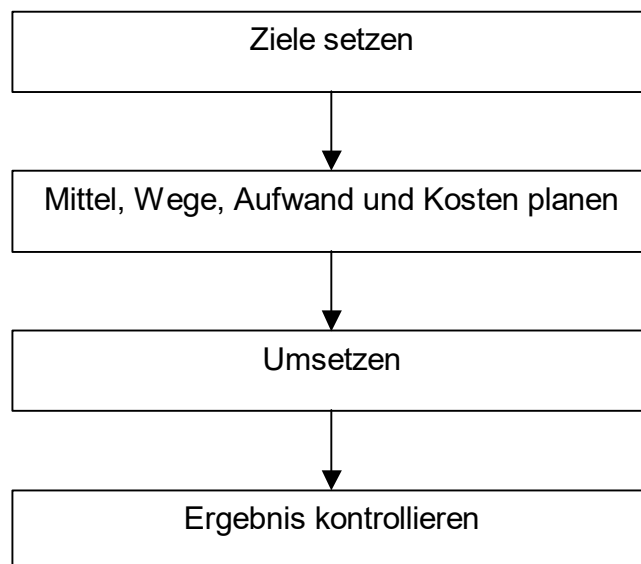 Ziele setzen
Mittel, Wege, Aufwand und Kosten planen
Umsetzen
Ergebnis kontrollieren